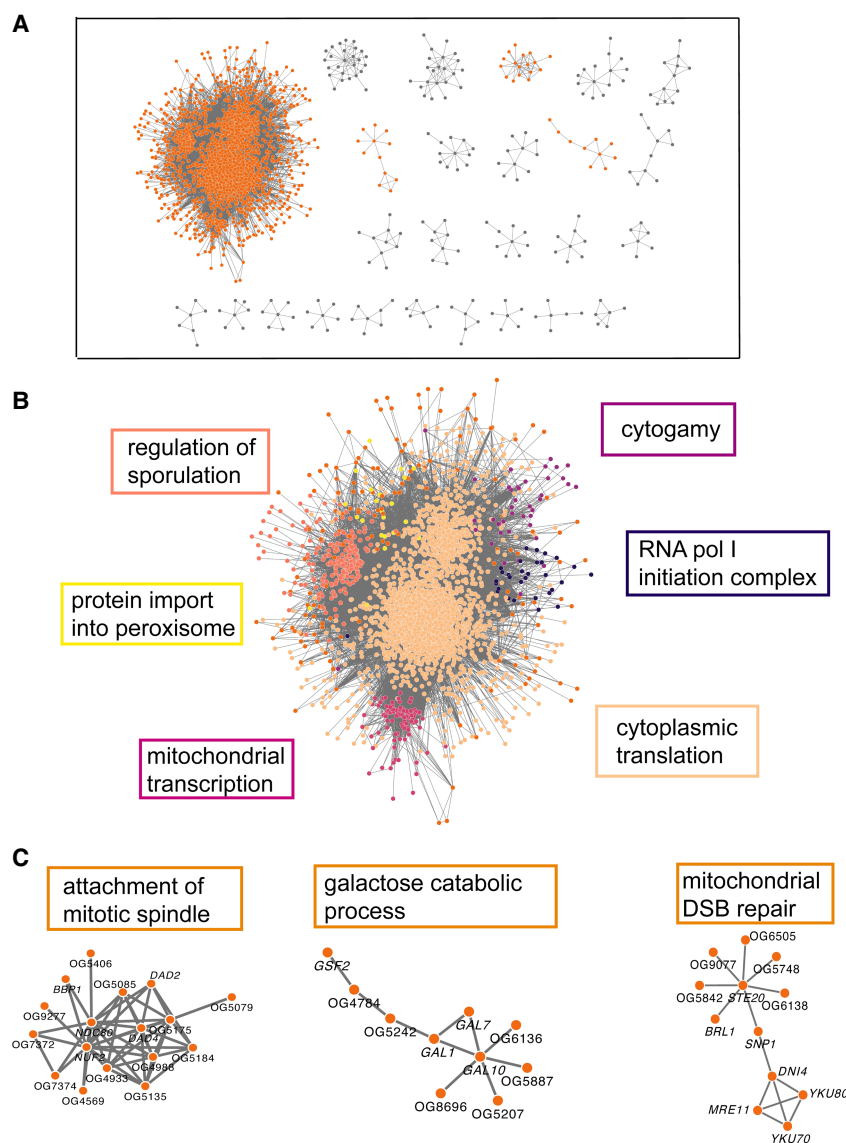 A
B
regulation of
sporulation
cytogamy
RNA pol I
initiation complex
protein import
into peroxisome
mitochondrial
transcription
cytoplasmic
translation
C
attachment of
mitotic spindle
galactose catabolic
process
mitochondrial
DSB repair
OG5406
BBP1
OG5085
DAD2
OG5079
OG9277
NDC80
OG5175
DAD4
OG7372
NUF2
OG5184
OG4933
OG4988
OG7374
OG4569
OG5135
GSF2
OG4784
OG5242
GAL7
OG6136
GAL1
GAL10
OG5887
OG8696
OG5207
OG6505
OG9077
OG5748
OG5842
STE20
OG6138
BRL1
SNP1
DNI4
YKU80
MRE11
YKU70